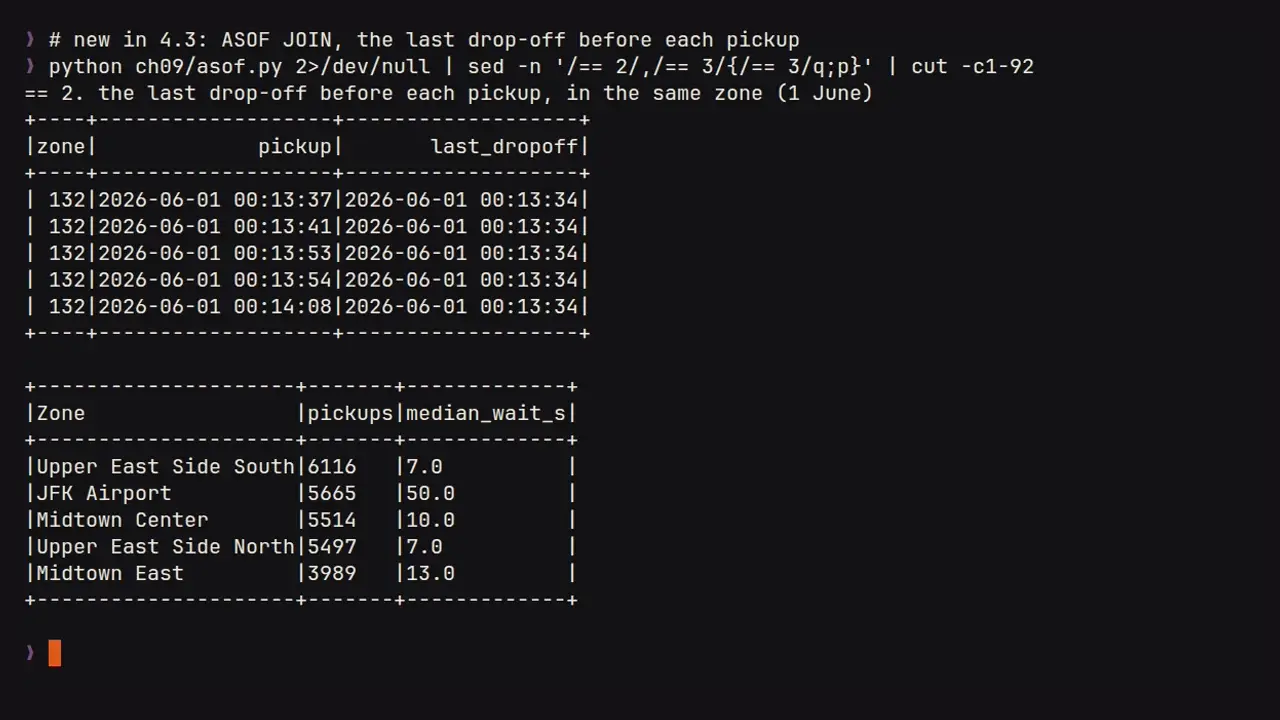 ❯ # new in 4.3: ASOF JOIN, the last drop-off before each pickup
❯ python ch09/asof.py 2>/dev/null | sed -n '/== 2/,/== 3/{/== 3/q;p}' | cut -c1-92
== 2. the last drop-off before each pickup, in the same zone (1 June)
+----+-------------------+-------------------+
|zone|             pickup|       last_dropoff|
+----+-------------------+-------------------+
| 132|2026-06-01 00:13:37|2026-06-01 00:13:34|
| 132|2026-06-01 00:13:41|2026-06-01 00:13:34|
| 132|2026-06-01 00:13:53|2026-06-01 00:13:34|
| 132|2026-06-01 00:13:54|2026-06-01 00:13:34|
| 132|2026-06-01 00:14:08|2026-06-01 00:13:34|
+----+-------------------+-------------------+
+---------------------+-------+-------------+
|Zone                 |pickups|median_wait_s|
+---------------------+-------+-------------+
|Upper East Side South|6116   |7.0          |
|JFK Airport          |5665   |50.0         |
|Midtown Center       |5514   |10.0         |
|Upper East Side North|5497   |7.0          |
|Midtown East         |3989   |13.0         |
+---------------------+-------+-------------+
❯